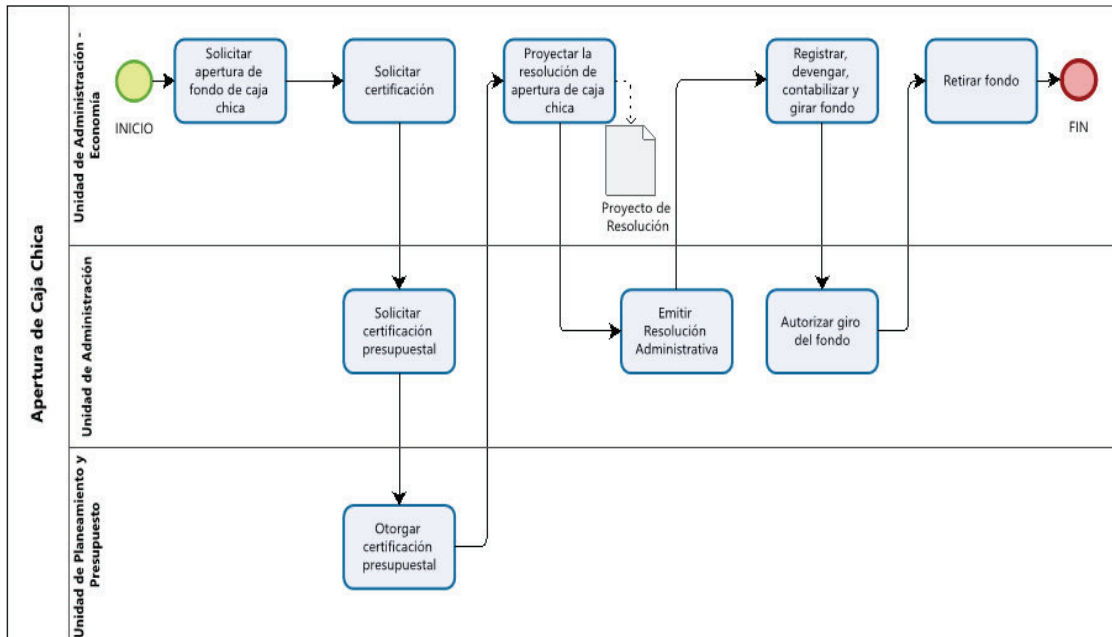 Apertura de Caja Chica
Unidad de Administración -
Economía
INICIO
Solicitar
apertura de
fondo de caja
chica
Solicitar
certificación
Proyectar la
resolución de
apertura de caja
chica
Proyecto de
Resolución
Registrar,
devengar,
contabilizar y
girar fondo
Retirar fondo
FIN
Unidad de Administración
Solicitar
certificación
presupuestal
Emitir
Resolución
Administrativa
Autorizar giro
del fondo
Unidad de Planeamiento y
Presupuesto
Otorgar
certificación
presupuestal